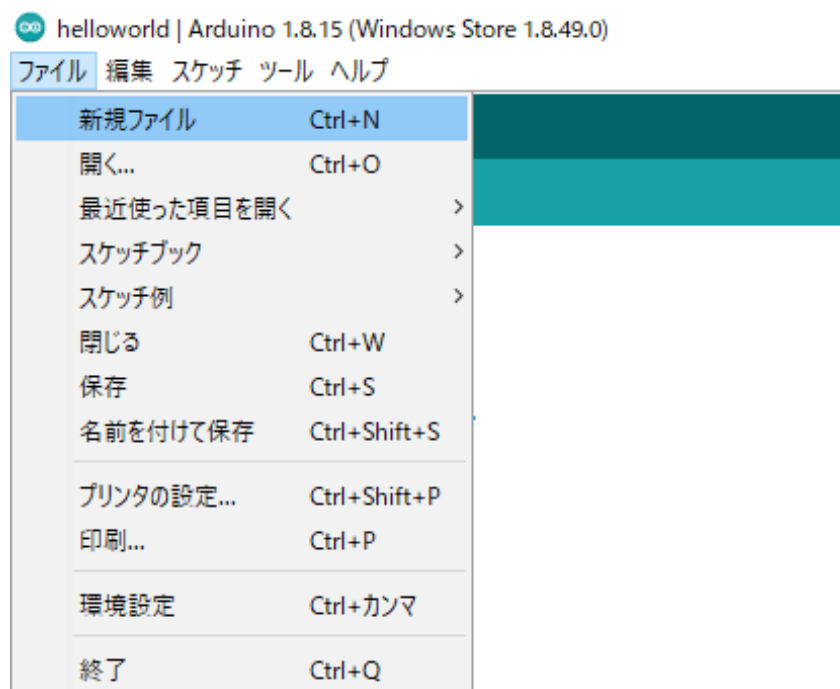 helloworld | Arduino 1.8.15 (Windows Store 1.8.49.0)
ファイル 編集 スケッチ ツール ヘルプ
新規ファイル Ctrl+N
開く... Ctrl+O
最近使った項目を開く
スケッチブック
スケッチ例
閉じる Ctrl+W
保存 Ctrl+S
名前を付けて保存 Ctrl+Shift+S
プリンタの設定... Ctrl+Shift+P
印刷... Ctrl+P
環境設定 Ctrl+カンマ
終了 Ctrl+Q